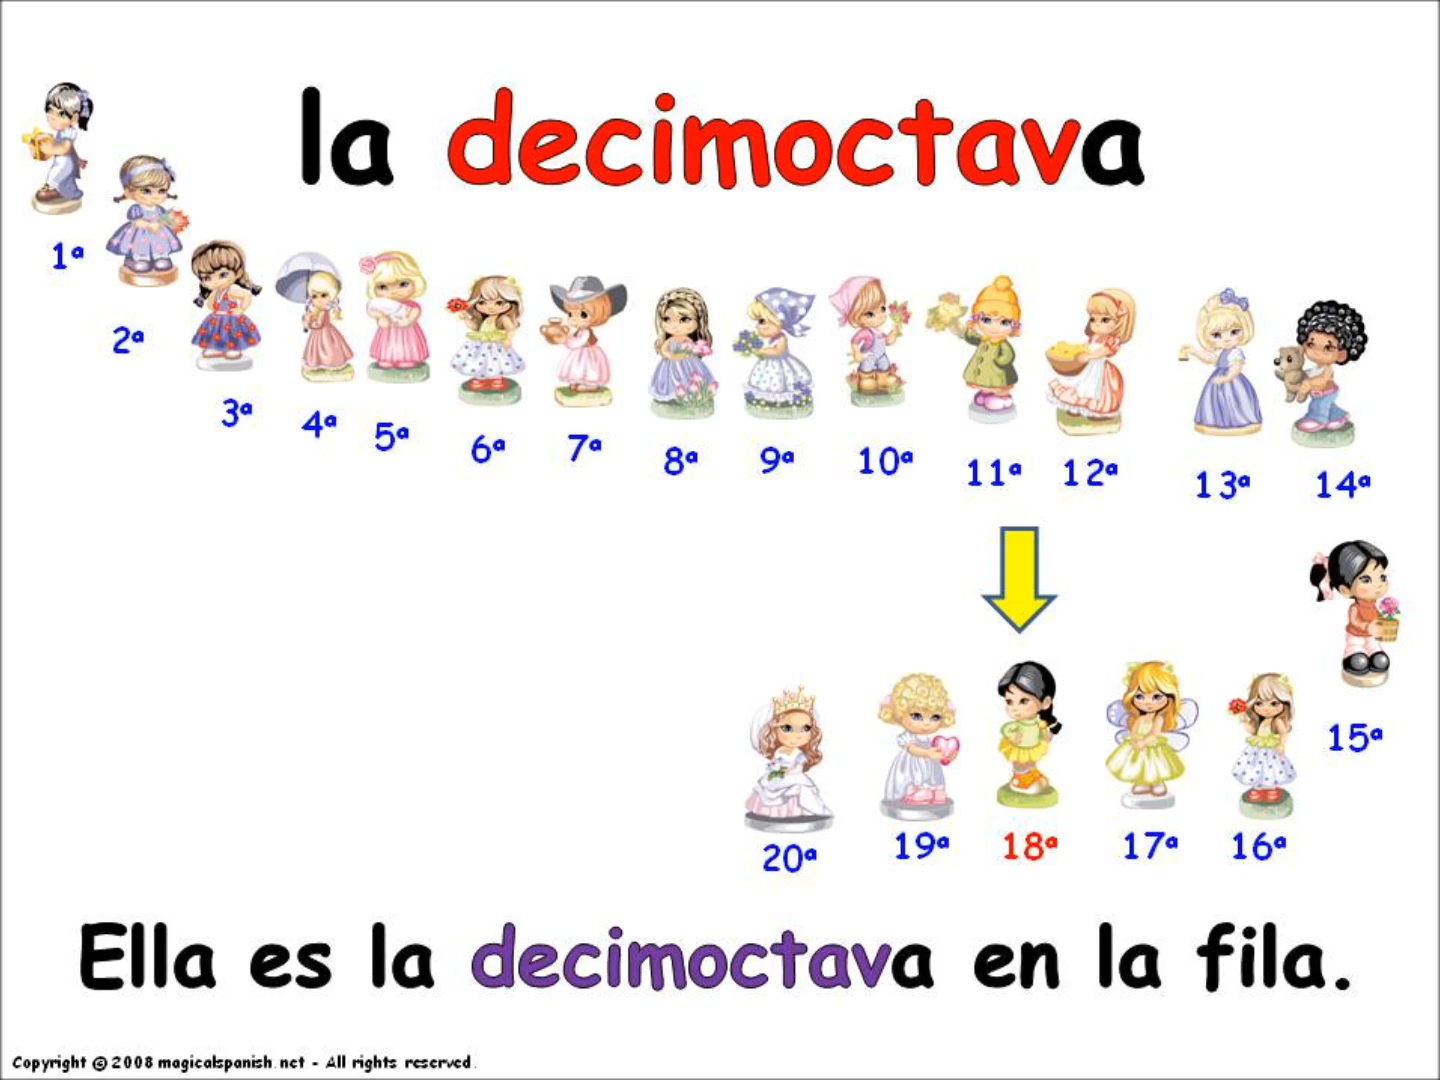 la decimoctava
1ª
2ª
3ª 4ª 5ª 6ª 7ª 8ª 9ª 10ª 11ª 12ª 13ª 14ª
15ª
20ª 19ª 18ª 17ª 16ª
Ella es la decimoctava en la fila.
Copyright © 2008 magicalspanish.net - All rights reserved.